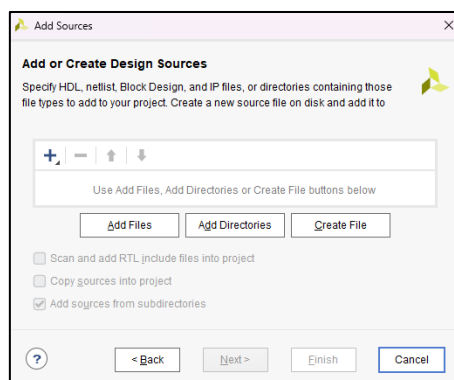 Add Sources
Add or Create Design Sources
Specify HDL, netlist, Block Design, and IP files, or directories containing those
file types to add to your project. Create a new source file on disk and add it to
Use Add Files, Add Directories or Create File buttons below
Add Files Add Directories Create File
Scan and add RTL include files into project
Copy sources into project
Add sources from subdirectories
? < Back Next > Finish Cancel